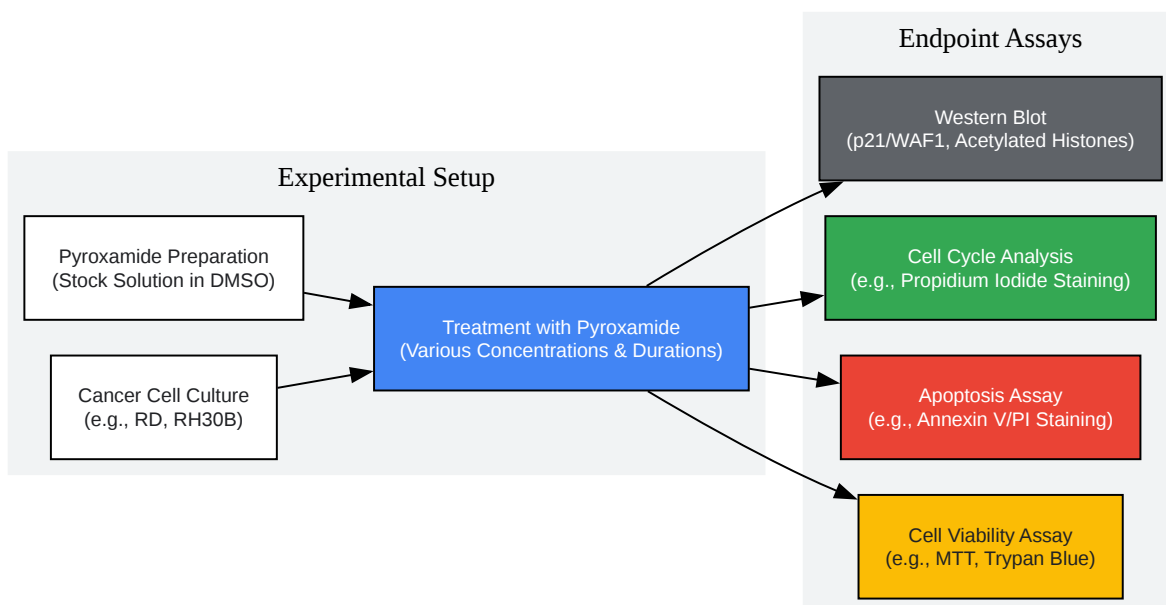 Experimental Setup
Pyroxamide Preparation
(Stock Solution in DMSO)
Cancer Cell Culture
(e.g., RD, RH30B)
Treatment with Pyroxamide
(Various Concentrations & Durations)
Endpoint Assays
Western Blot
(p21/WAF1, Acetylated Histones)
Cell Cycle Analysis
(e.g., Propidium Iodide Staining)
Apoptosis Assay
(e.g., Annexin V/PI Staining)
Cell Viability Assay
(e.g., MTT, Trypan Blue)